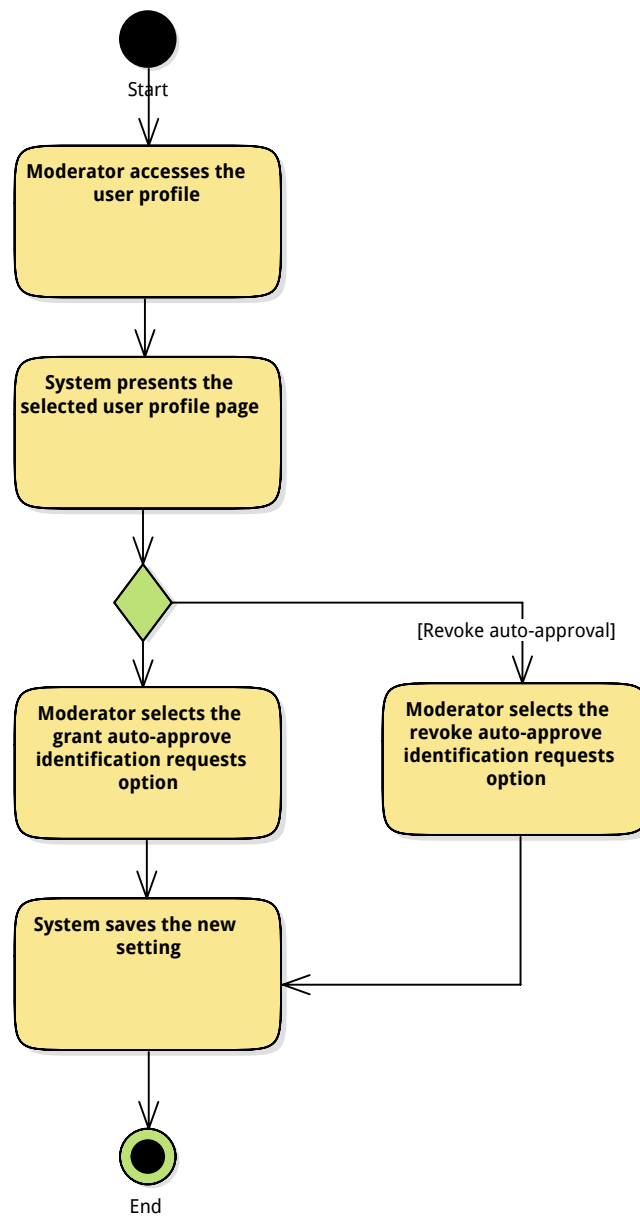 Start
Moderator accesses the
user profile
System presents the
selected user profile page
[Revoke auto-approval]
Moderator selects the
grant auto-approve
identification requests
option
Moderator selects the
revoke auto-approve
identification requests
option
System saves the new
setting
End